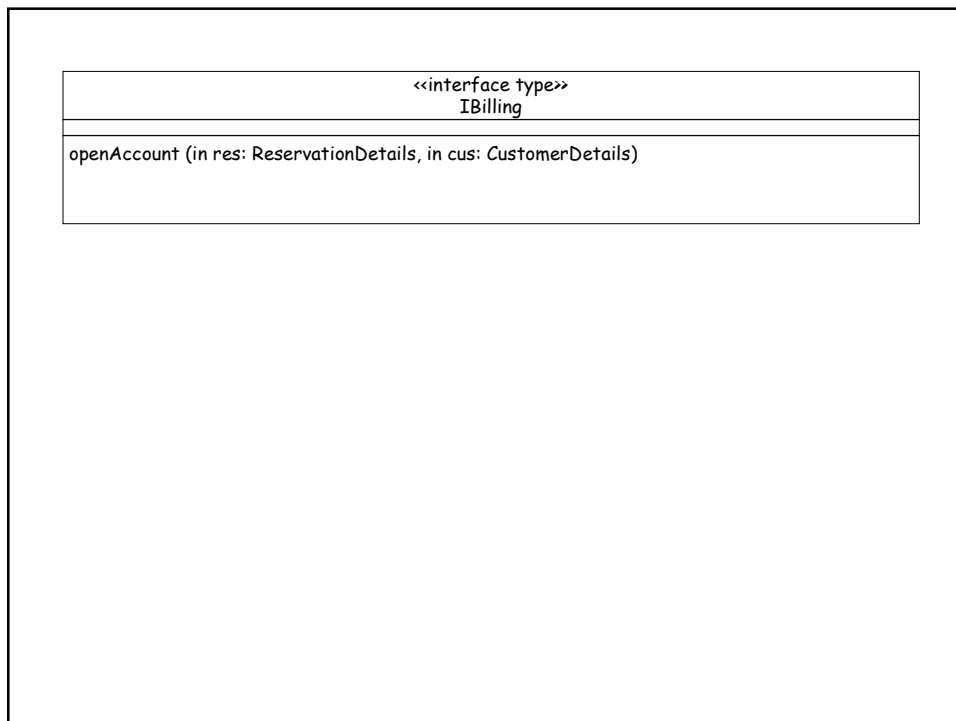 <<interface type>>
IBilling
openAccount (in res: ReservationDetails, in cus: CustomerDetails)